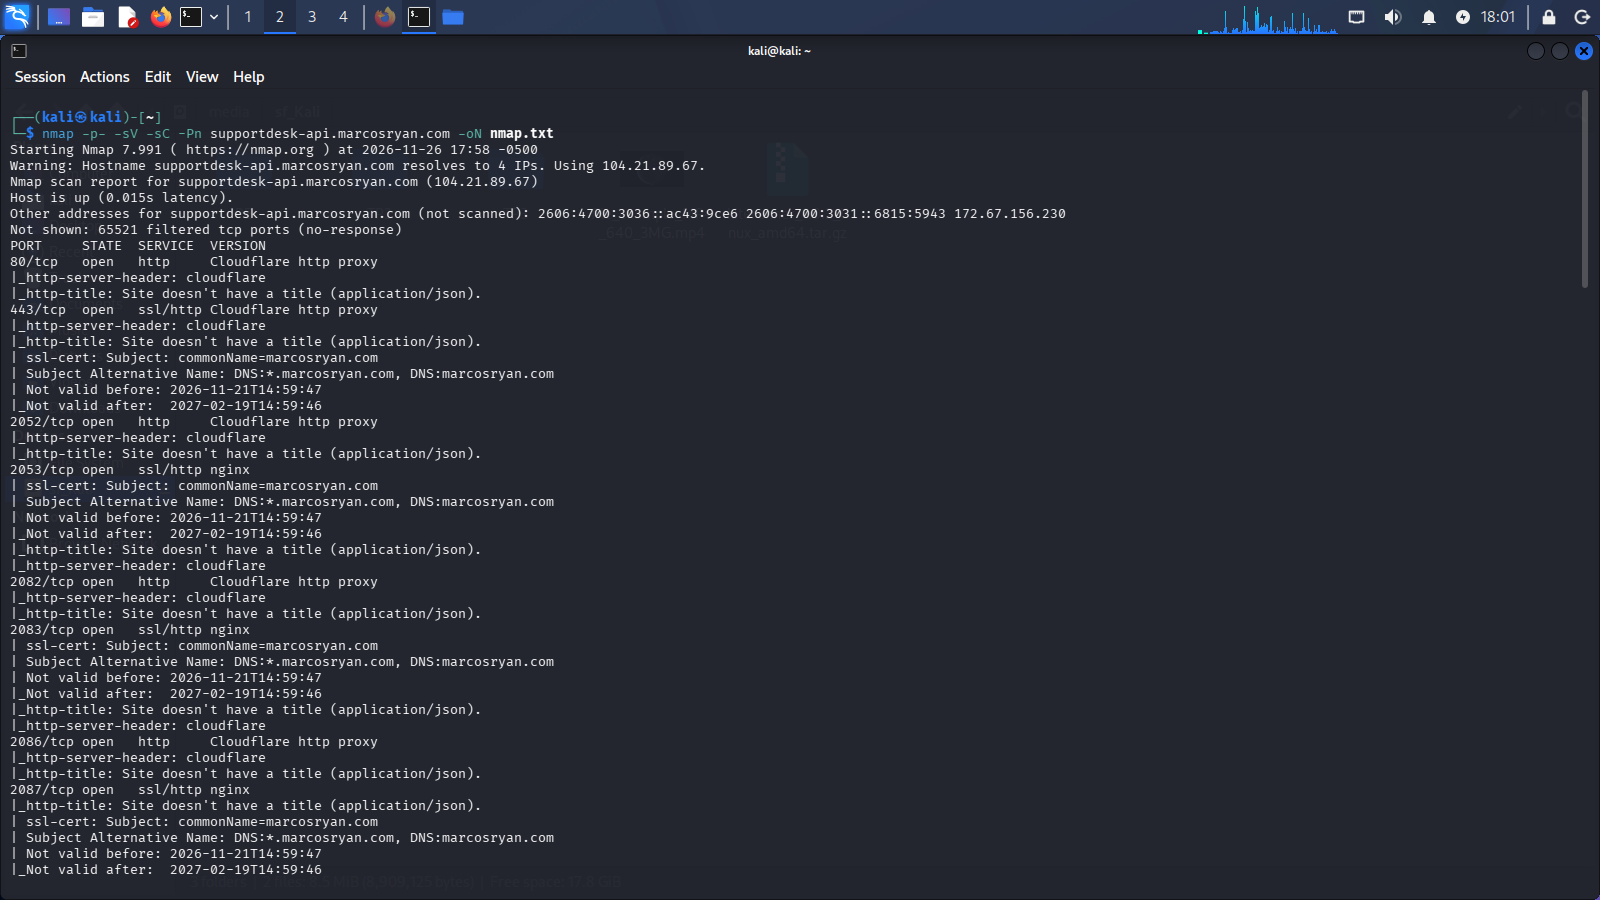 1 2 3 4 18:01
kali@kali: ~
Session Actions Edit View Help
┌──(kali㉿kali)-[~]
└─$ nmap -p- -sV -sC -Pn supportdesk-api.marcosryan.com -oN nmap.txt
Starting Nmap 7.991 ( https://nmap.org ) at 2026-11-26 17:58 -0500
Warning: Hostname supportdesk-api.marcosryan.com resolves to 4 IPs. Using 104.21.89.67.
Nmap scan report for supportdesk-api.marcosryan.com (104.21.89.67)
Host is up (0.015s latency).
Other addresses for supportdesk-api.marcosryan.com (not scanned): 2606:4700:3036::ac43:9ce6 2606:4700:3031::6815:5943 172.67.156.230
Not shown: 65521 filtered tcp ports (no-response)
PORT     STATE  SERVICE  VERSION
80/tcp   open   http     Cloudflare http proxy
|_http-server-header: cloudflare
|_http-title: Site doesn't have a title (application/json).
443/tcp  open   ssl/http Cloudflare http proxy
|_http-server-header: cloudflare
|_http-title: Site doesn't have a title (application/json).
| ssl-cert: Subject: commonName=marcosryan.com
| Subject Alternative Name: DNS:*.marcosryan.com, DNS:marcosryan.com
| Not valid before: 2026-11-21T14:59:47
|_Not valid after:  2027-02-19T14:59:46
2052/tcp open   http     Cloudflare http proxy
|_http-server-header: cloudflare
|_http-title: Site doesn't have a title (application/json).
2053/tcp open   ssl/http nginx
| ssl-cert: Subject: commonName=marcosryan.com
| Subject Alternative Name: DNS:*.marcosryan.com, DNS:marcosryan.com
| Not valid before: 2026-11-21T14:59:47
|_Not valid after:  2027-02-19T14:59:46
|_http-title: Site doesn't have a title (application/json).
|_http-server-header: cloudflare
2082/tcp open   http     Cloudflare http proxy
|_http-server-header: cloudflare
|_http-title: Site doesn't have a title (application/json).
2083/tcp open   ssl/http nginx
| ssl-cert: Subject: commonName=marcosryan.com
| Subject Alternative Name: DNS:*.marcosryan.com, DNS:marcosryan.com
| Not valid before: 2026-11-21T14:59:47
|_Not valid after:  2027-02-19T14:59:46
|_http-title: Site doesn't have a title (application/json).
|_http-server-header: cloudflare
2086/tcp open   http     Cloudflare http proxy
|_http-server-header: cloudflare
|_http-title: Site doesn't have a title (application/json).
2087/tcp open   ssl/http nginx
|_http-title: Site doesn't have a title (application/json).
| ssl-cert: Subject: commonName=marcosryan.com
| Subject Alternative Name: DNS:*.marcosryan.com, DNS:marcosryan.com
| Not valid before: 2026-11-21T14:59:47
|_Not valid after:  2027-02-19T14:59:46